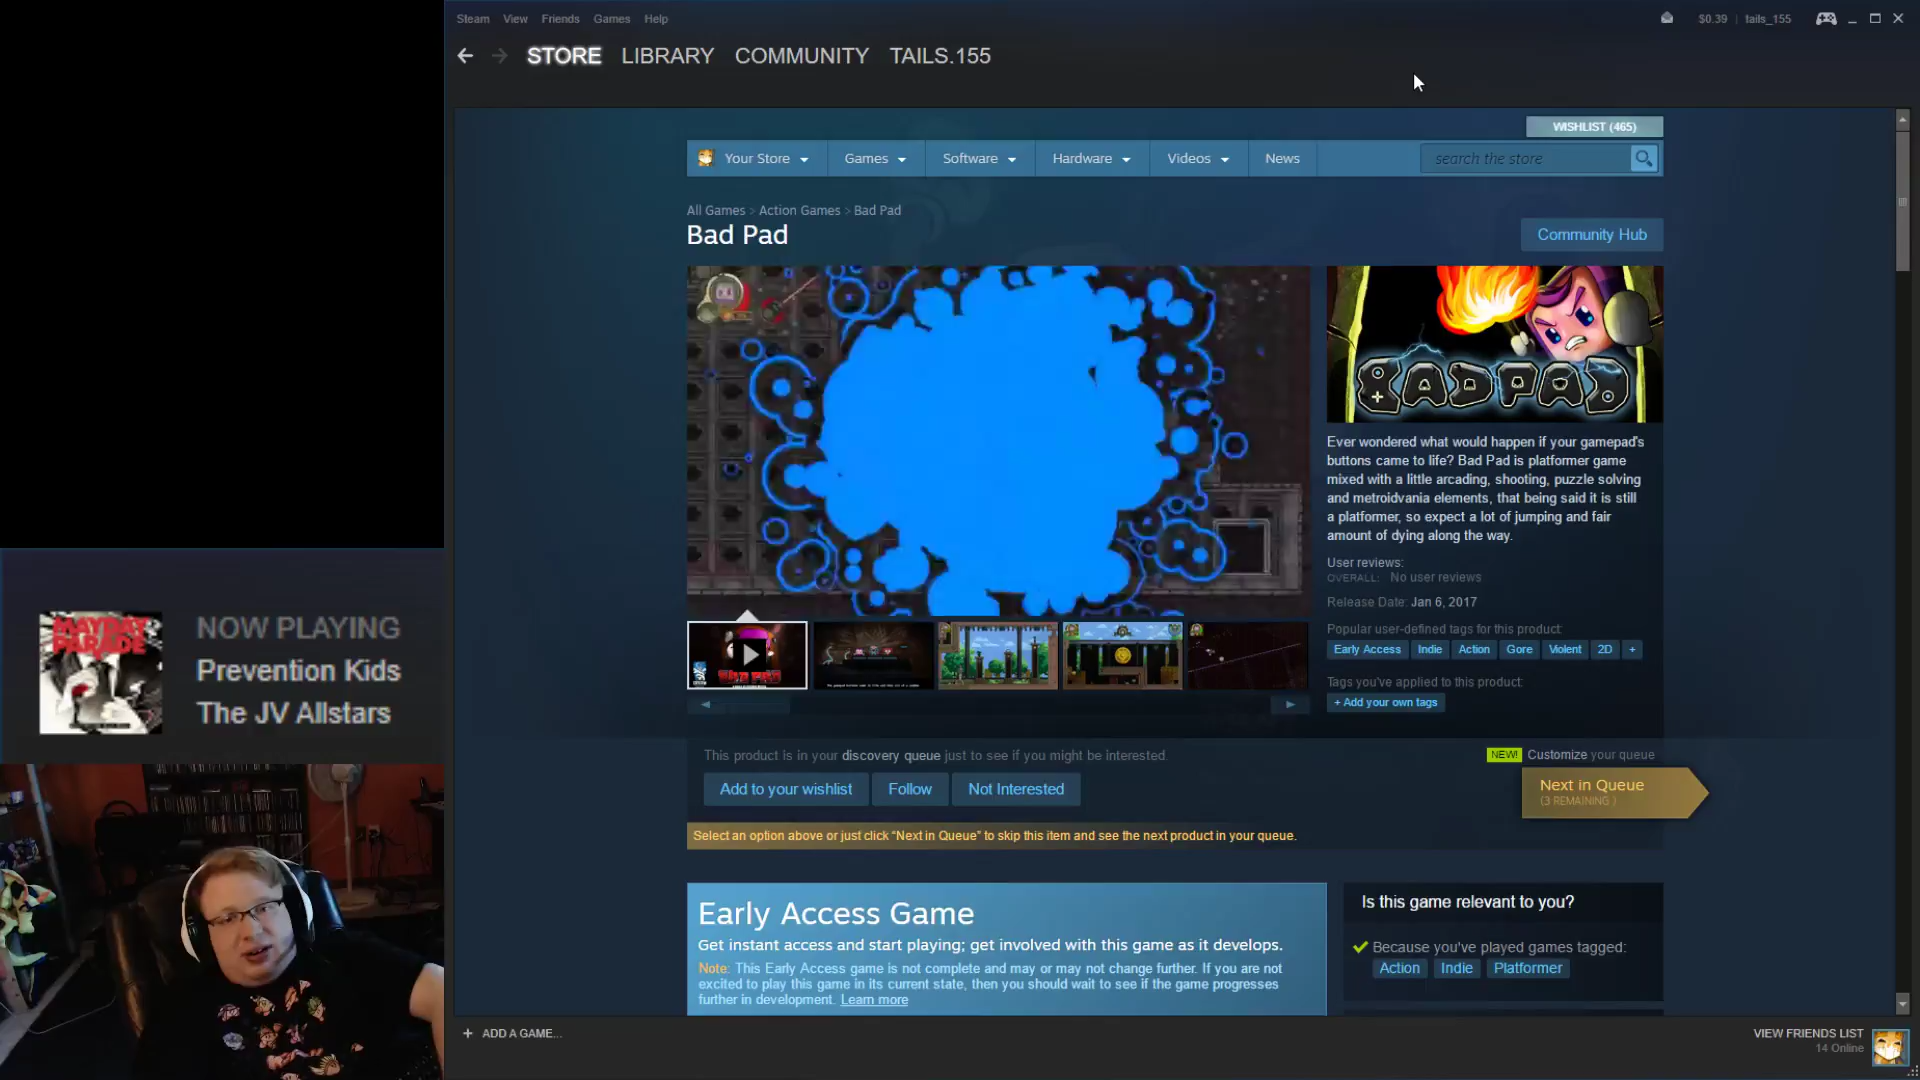 Steam View Friends Games Help
$0.39 | tails_155
STORE LIBRARY COMMUNITY TAILS.155
WISHLIST (465)
Your Store Games Software Hardware Videos News
search the store
All Games > Action Games > Bad Pad
Bad Pad
Community Hub
BADPAD
Ever wondered what would happen if your gamepad's
buttons came to life? Bad Pad is platformer game
mixed with a little arcading, shooting, puzzle solving
and metroidvania elements, that being said it is still
a platformer, so expect a lot of jumping and fair
amount of dying along the way.
User reviews:
OVERALL: No user reviews
Release Date: Jan 6, 2017
Popular user-defined tags for this product:
Early Access Indie Action Gore Violent 2D +
Tags you've applied to this product:
+ Add your own tags
BAD PAD
MAYDAY
PARADE
NOW PLAYING
Prevention Kids
The JV Allstars
This product is in your discovery queue just to see if you might be interested.
NEW! Customize your queue
Add to your wishlist Follow Not Interested
Next in Queue
(3 REMAINING )
Select an option above or just click "Next in Queue" to skip this item and see the next product in your queue.
Early Access Game
Get instant access and start playing; get involved with this game as it develops.
Note: This Early Access game is not complete and may or may not change further. If you are not
excited to play this game in its current state, then you should wait to see if the game progresses
further in development. Learn more
Is this game relevant to you?
Because you've played games tagged:
Action Indie Platformer
+ ADD A GAME...
VIEW FRIENDS LIST
14 Online